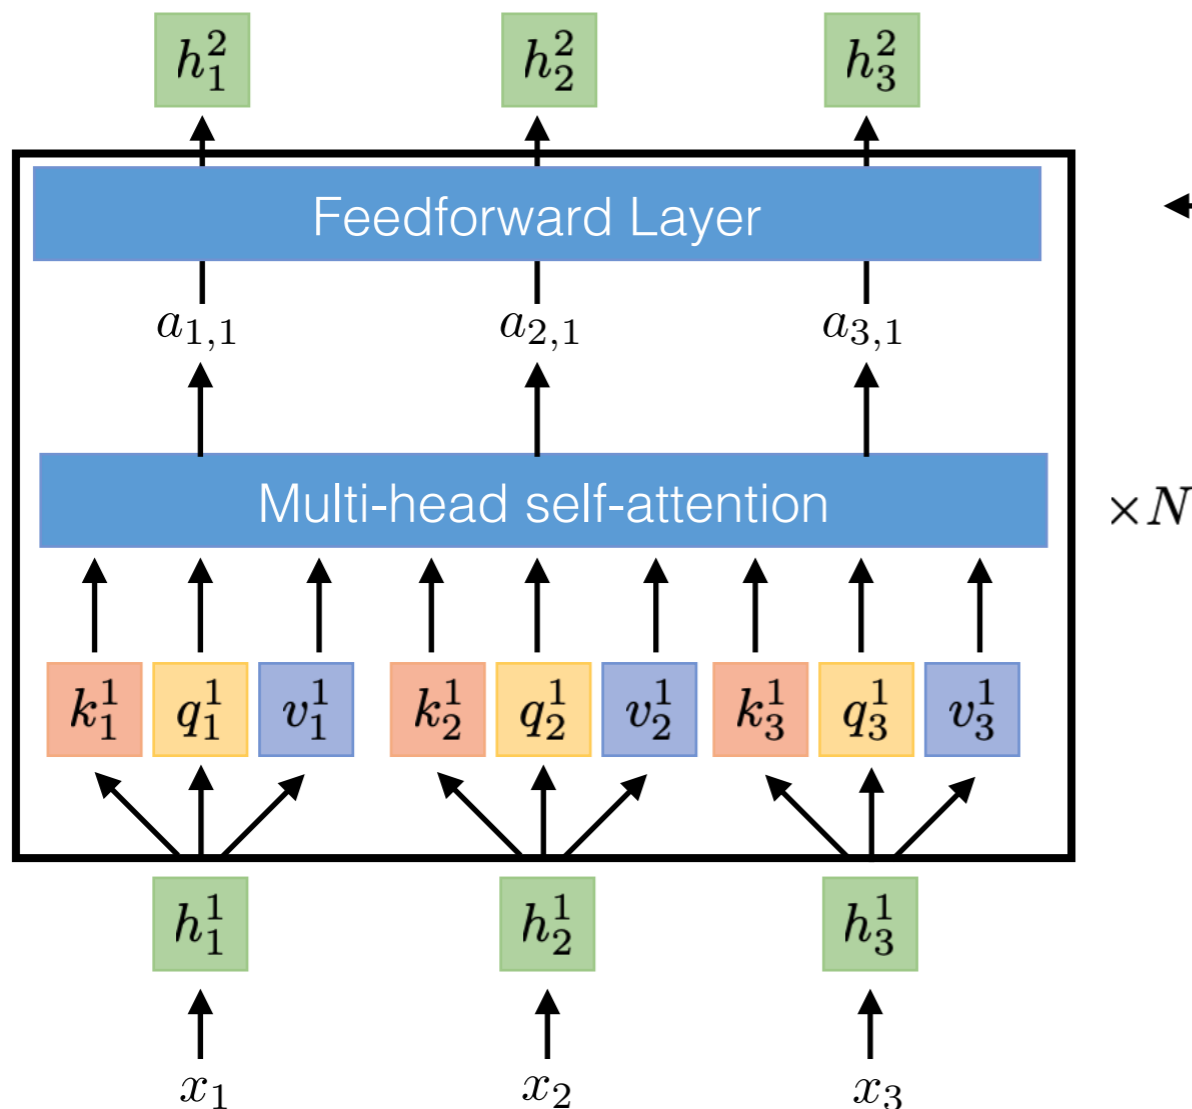 h_1^2 h_2^2 h_3^2
Feedforward Layer
a_{1,1} a_{2,1} a_{3,1}
Multi-head self-attention
×N
k_1^1 q_1^1 v_1^1 k_2^1 q_2^1 v_2^1 k_3^1 q_3^1 v_3^1
h_1^1 h_2^1 h_3^1
x_1 x_2 x_3